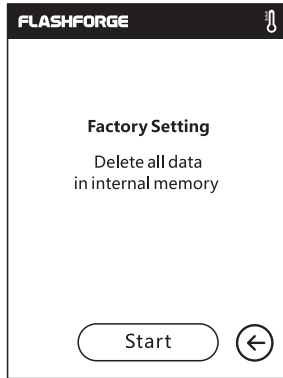 FLASHFORGE
Factory Setting
Delete all data
in internal memory
Start